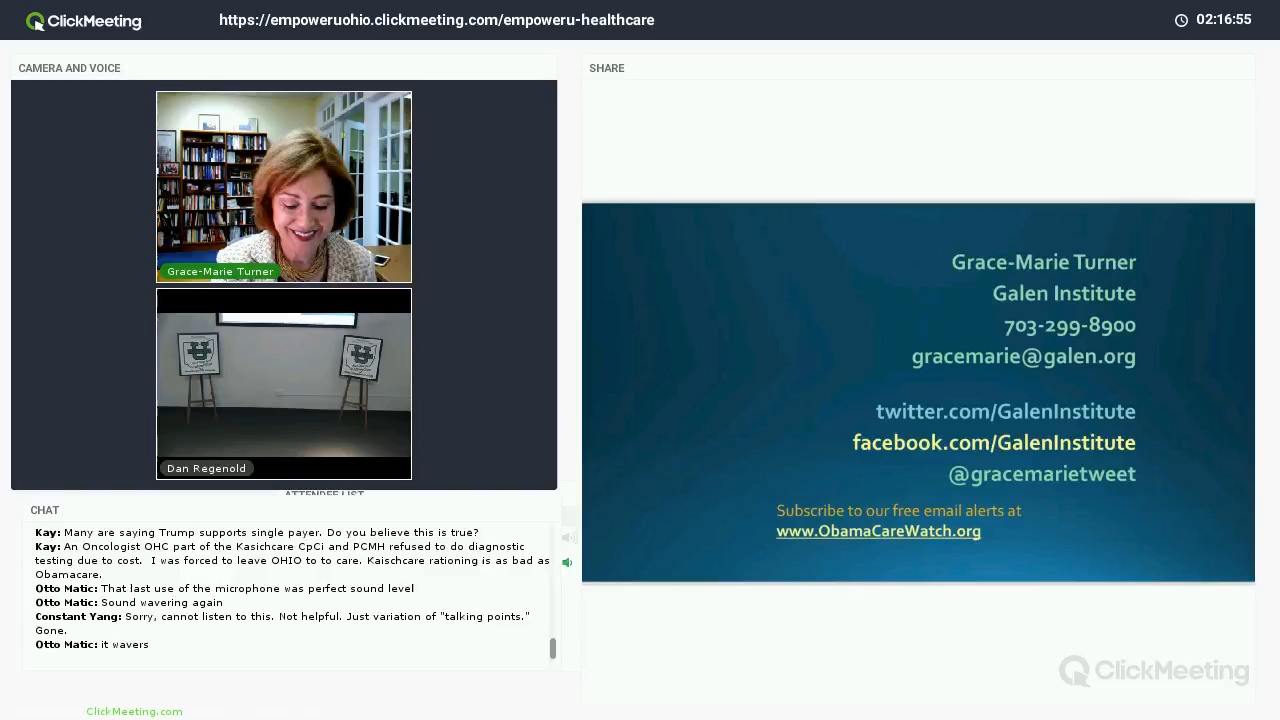 ClickMeeting
https://empoweruohio.clickmeeting.com/empoweru-healthcare
02:16:55
CAMERA AND VOICE
Grace-Marie Turner
Dan Regenold
ATTENDEE LIST
CHAT
Kay: Many are saying Trump supports single payer. Do you believe this is true?
Kay: An Oncologist OHC part of the Kasichcare CpCi and PCMH refused to do diagnostic
testing due to cost. I was forced to leave OHIO to to care. Kaischcare rationing is as bad as
Obamacare.
Otto Matic: That last use of the microphone was perfect sound level
Otto Matic: Sound wavering again
Constant Yang: Sorry, cannot listen to this. Not helpful. Just variation of "talking points."
Gone.
Otto Matic: it wavers
ClickMeeting.com
SHARE
Grace-Marie Turner
Galen Institute
703-299-8900
gracemarie@galen.org
twitter.com/GalenInstitute
facebook.com/GalenInstitute
@gracemarietweet
Subscribe to our free email alerts at
www.ObamaCareWatch.org
ClickMeeting